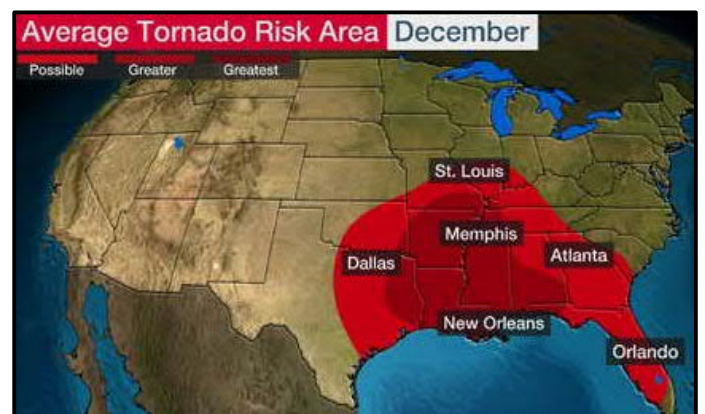 Average Tornado Risk Area December
Possible Greater Greatest
St. Louis
Memphis
Atlanta
Dallas
New Orleans
Orlando